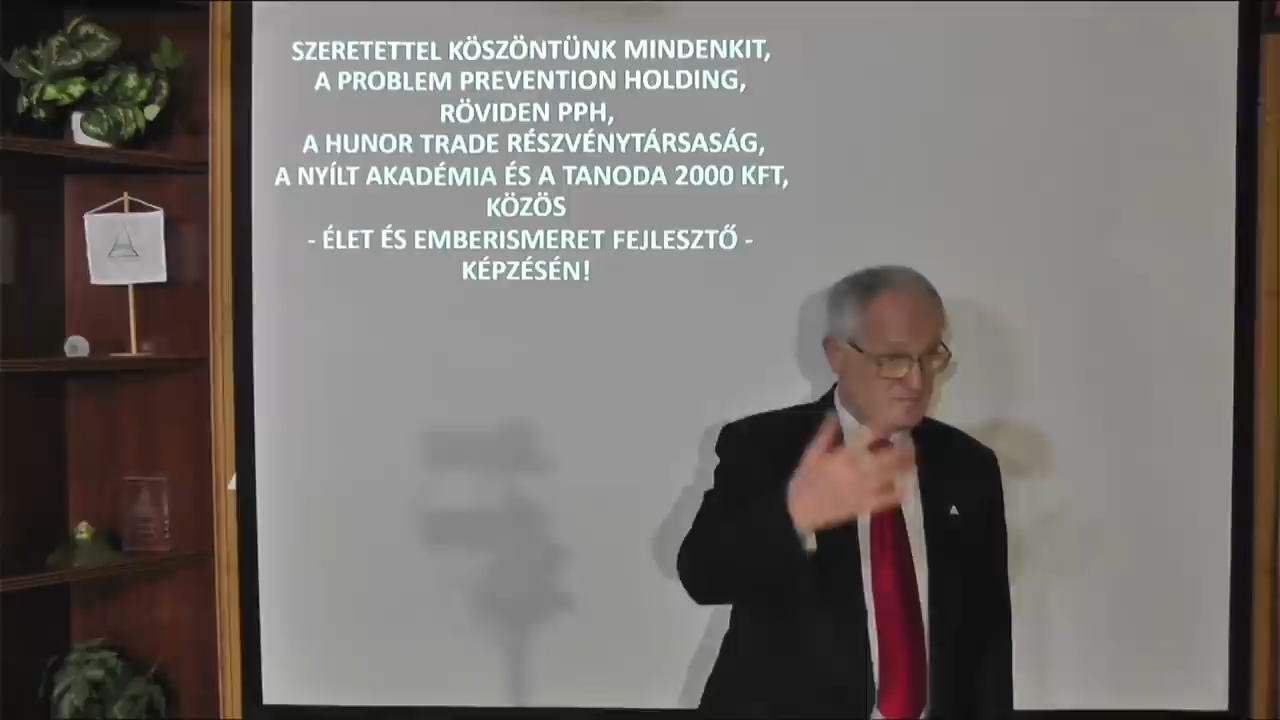 SZERETETTEL KÖSZÖNTÜNK MINDENKIT,
A PROBLEM PREVENTION HOLDING,
RÖVIDEN PPH,
A HUNOR TRADE RÉSZVÉNYTÁRSASÁG,
A NYÍLT AKADÉMIA ÉS A TANODA 2000 KFT,
KÖZÖS
- ÉLET ÉS EMBERISMERET FEJLESZTŐ -
KÉPZÉSÉN!